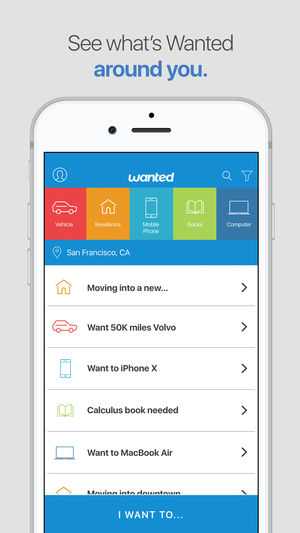 See what's Wanted
around you.
wanted
Vehicle
Residence
Mobile
Phone
Books
Computer
San Francisco, CA
Moving into a new...
Want 50K miles Volvo
Want to iPhone X
Calculus book needed
Want to MacBook Air
Moving into downtown
I WANT TO...